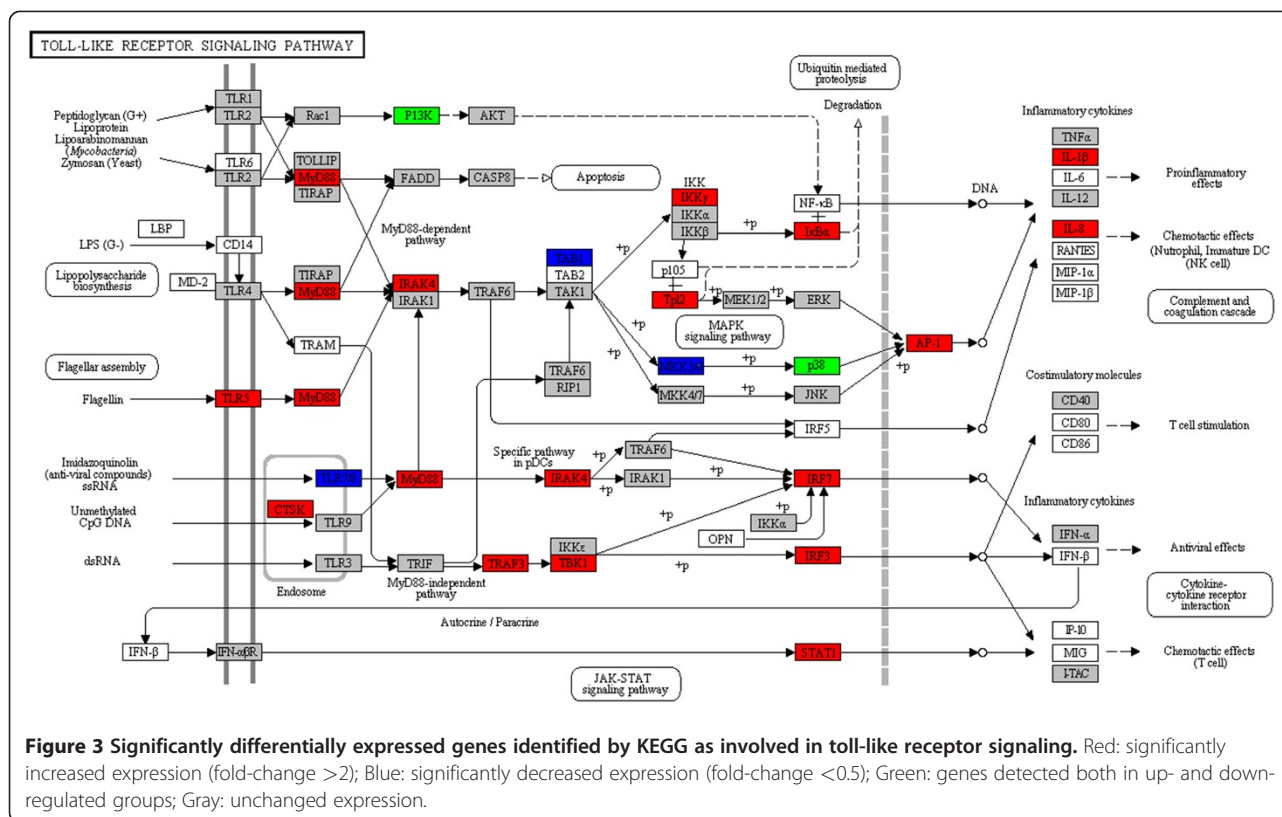 TOLL-LIKE RECEPTOR SIGNALING PATHWAY
Peptidoglycan (G+)
Lipoprotein
Lipoarabinomannan
(Mycobacteria)
Zymosan (Yeast)
TLR1
TLR2
TLR6
TLR2
Rac1
P13K
AKT
TOLLIP
MyD88
TIRAP
FADD
CASP8
Apoptosis
MyD88-dependent
pathway
Ubiquitin mediated
proteolysis
Degradation
LBP
LPS (G-)
CD14
Lipopolysaccharide
biosynthesis
MD-2
TLR4
TIRAP
MyD88
IRAK4
IRAK1
TRAF6
TAB1
TAB2
TAK1
TRAM
IKK
IKKγ
IKKα
IKKβ
+p
+p
NF-κB
IκBα
p105
Tpl2
+p
MEK1/2
+p
ERK
MAPK
signaling pathway
+p
+p
+p
p38
MKK4/7
+p
JNK
+p
AP-1
DNA
Flagellar assembly
Flagellin
TLR5
MyD88
TRAF6
RIP1
IRF5
Imidazoquinolin
(anti-viral compounds)
ssRNA
TLR7/8
MyD88
Specific pathway
in pDCs
IRAK4
+p
+p
TRAF6
IRAK1
+p
IRF7
Unmethylated
CpG DNA
CTSK
TLR9
IKKα
+p
OPN
dsRNA
TLR3
Endosome
TRIF
MyD88-independent
pathway
TRAF3
IKKε
TBK1
+p
+p
IRF3
Autocrine / Paracrine
IFN-β
IFN-αβR
STAT1
JAK-STAT
signaling pathway
Inflammatory cytokines
TNFα
IL-1β
IL-6
IL-12
Proinflammatory
effects
IL-8
RANTES
MIP-1α
MIP-1β
Chemotactic effects
(Nutrophil, Immature DC
(NK cell)
Complement and
coagulation cascade
Costimulatory molecules
CD40
CD80
CD86
T cell stimulation
Inflammatory cytokines
IFN-α
IFN-β
Antiviral effects
Cytokine-
cytokine receptor
interaction
IP-10
MIG
I-TAC
Chemotactic effects
(T cell)
Figure 3 Significantly differentially expressed genes identified by KEGG as involved in toll-like receptor signaling. Red: significantly
increased expression (fold-change >2); Blue: significantly decreased expression (fold-change <0.5); Green: genes detected both in up- and down-
regulated groups; Gray: unchanged expression.